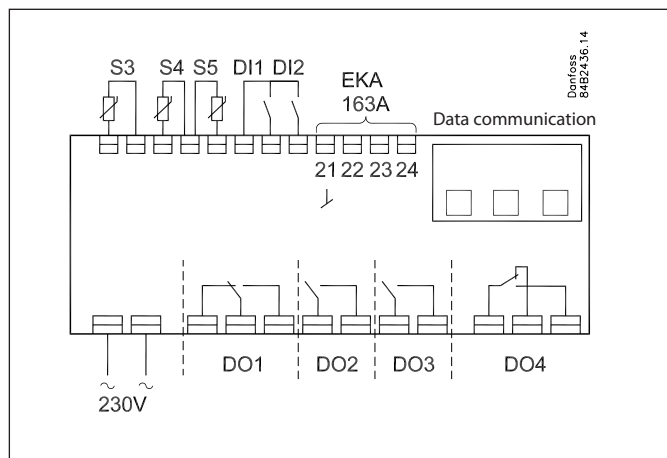 S3 S4 S5 DI1 DI2
EKA
163A
Danfoss
84B2436.14
Data communication
21 22 23 24
DO1 DO2 DO3 DO4
230V